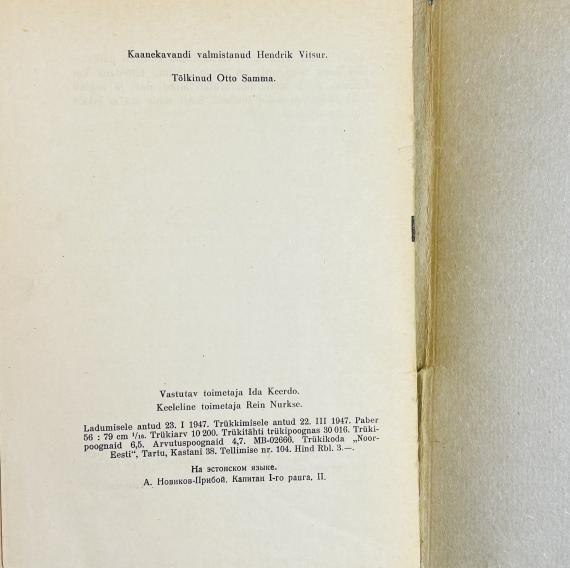 Kaanekavandi valmistanud Hendrik Vitsur.
Tõlkinud Otto Samma.
Vastutav toimetaja Ida Keerdo.
Keeleline toimetaja Rein Nurkse.
Ladumisele antud 23. I 1947. Trükkimisele antud 22. III 1947. Paber
56 : 79 cm ¹/₁₆. Trükiarv 10 200. Trükitähti trükipoognas 30 016. Trüki-
poognaid 6,5. Arvutuspoognaid 4,7. MB-02660. Trükikoda „Noor-
Eesti“, Tartu, Kastani 38. Tellimise nr. 104. Hind Rbl. 3.—.
На эстонском языке.
А. Новиков-Прибой. Капитан I-го ранга, II.